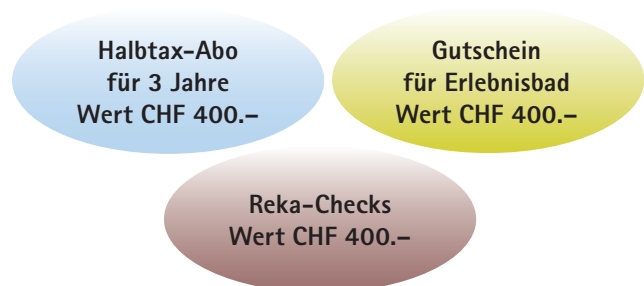 Halbtax-Abo
für 3 Jahre
Wert CHF 400.–
Gutschein
für Erlebnisbad
Wert CHF 400.–
Reka-Checks
Wert CHF 400.–